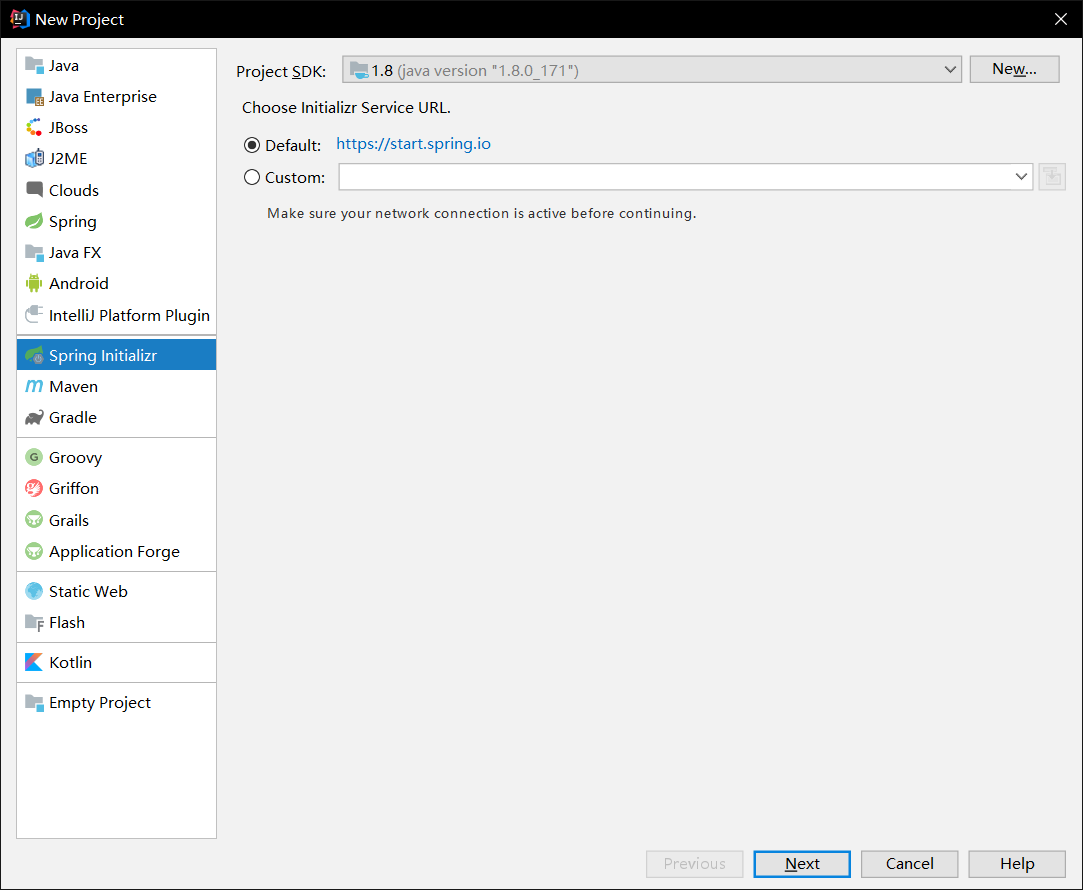 New Project
Java
Java Enterprise
JBoss
J2ME
Clouds
Spring
Java FX
Android
IntelliJ Platform Plugin
Spring Initializr
Maven
Gradle
Groovy
Griffon
Grails
Application Forge
Static Web
Flash
Kotlin
Empty Project
Project SDK: 1.8 (java version "1.8.0_171") New...
Choose Initializr Service URL.
Default: https://start.spring.io
Custom:
Make sure your network connection is active before continuing.
Previous Next Cancel Help